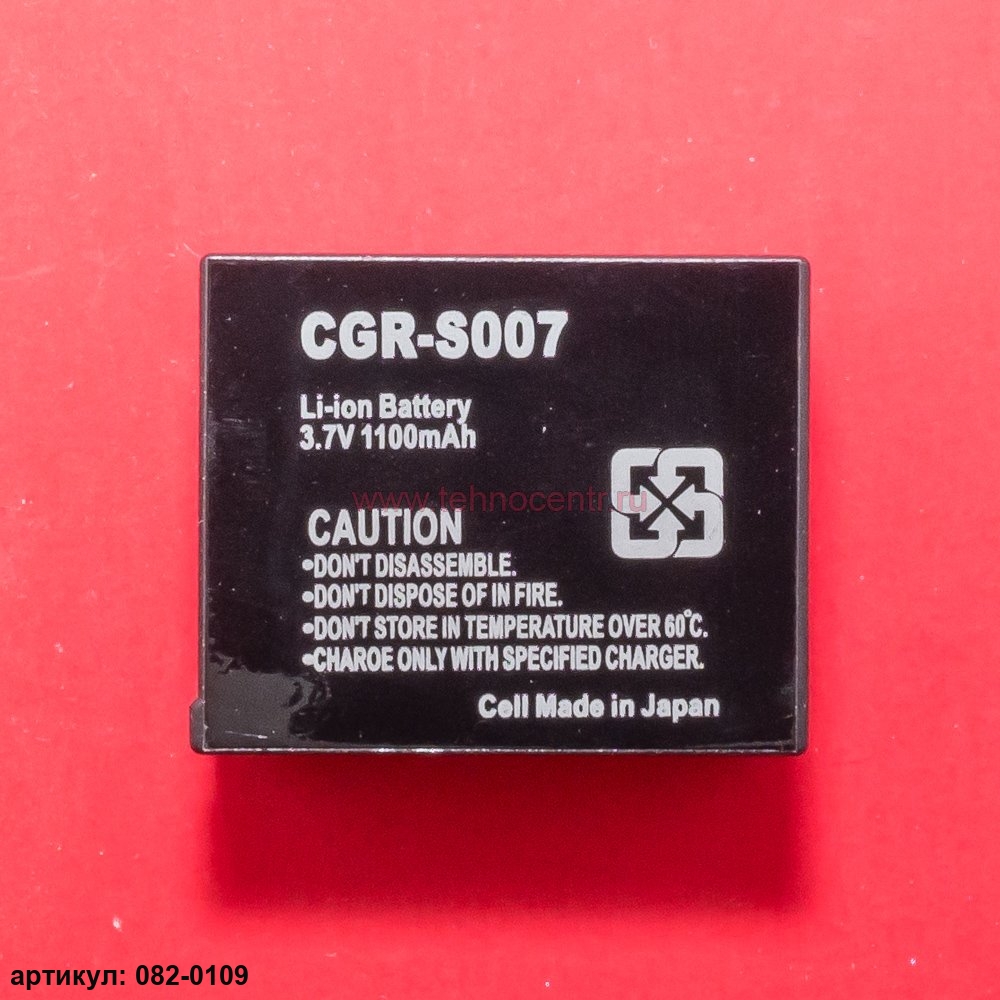 CGR-S007
Li-ion Battery
3.7V 1100mAh
www.tehnocentr.ru
CAUTION
•DON'T DISASSEMBLE.
•DON'T DISPOSE OF IN FIRE.
•DON'T STORE IN TEMPERATURE OVER 60°C.
•CHAROE ONLY WITH SPECIFIED CHARGER.
Cell Made in Japan
артикул: 082-0109